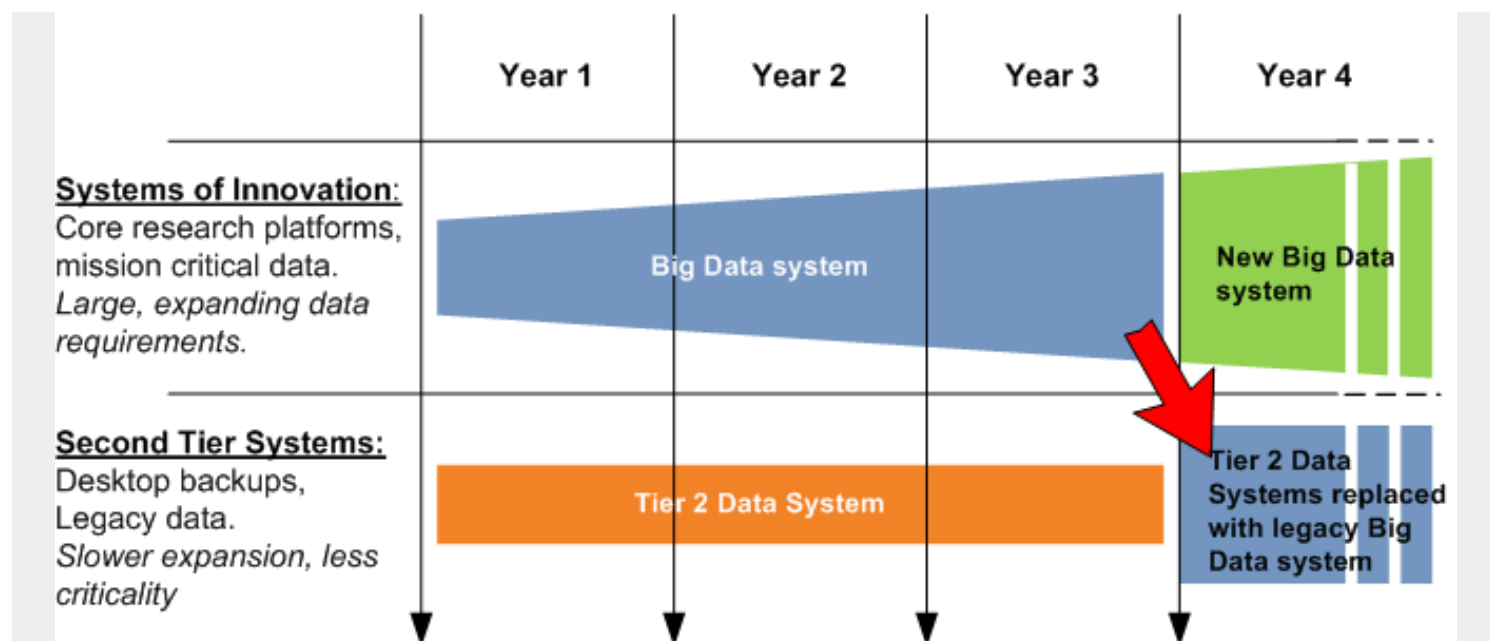 Year 1
Year 2
Year 3
Year 4
Systems of Innovation:
Core research platforms,
mission critical data.
Large, expanding data
requirements.
Big Data system
New Big Data
system
Second Tier Systems:
Desktop backups,
Legacy data.
Slower expansion, less
criticality
Tier 2 Data System
Tier 2 Data
Systems replaced
with legacy Big
Data system